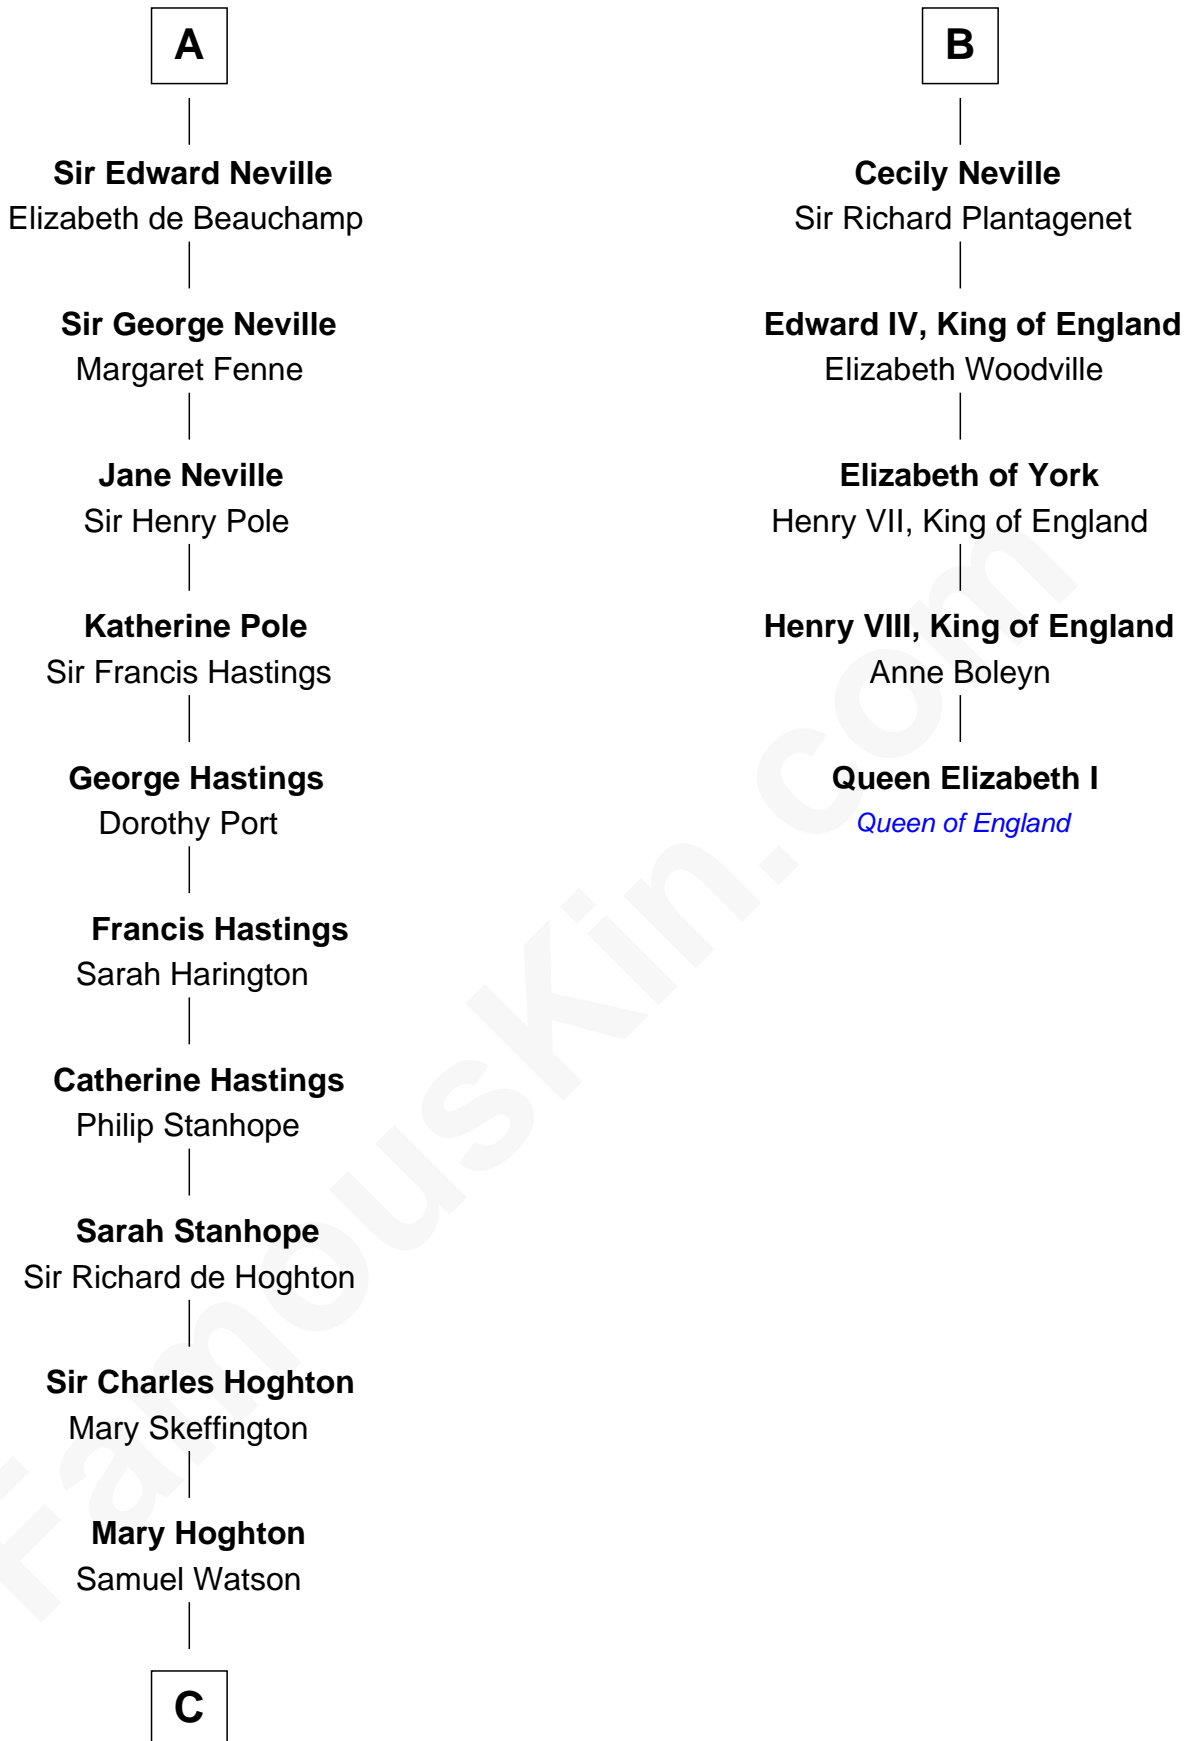 A
Sir Edward Neville
Elizabeth de Beauchamp
Sir George Neville
Margaret Fenne
Jane Neville
Sir Henry Pole
Katherine Pole
Sir Francis Hastings
George Hastings
Dorothy Port
Francis Hastings
Sarah Harington
Catherine Hastings
Philip Stanhope
Sarah Stanhope
Sir Richard de Hoghton
Sir Charles Hoghton
Mary Skeffington
Mary Hoghton
Samuel Watson
C
B
Cecily Neville
Sir Richard Plantagenet
Edward IV, King of England
Elizabeth Woodville
Elizabeth of York
Henry VII, King of England
Henry VIII, King of England
Anne Boleyn
Queen Elizabeth I
Queen of England
FamousKin.com